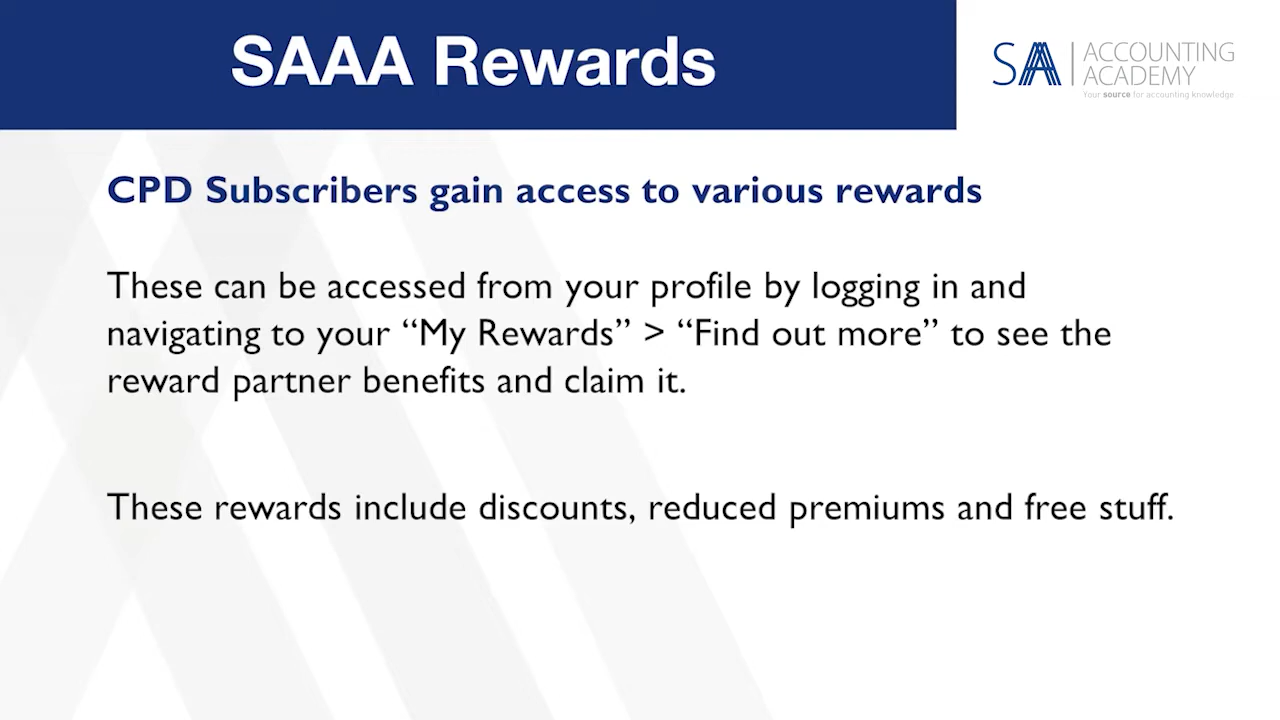 SAAA Rewards
SAA
ACCOUNTING
ACADEMY
Your source for accounting knowledge
CPD Subscribers gain access to various rewards
These can be accessed from your profile by logging in and
navigating to your “My Rewards” > “Find out more” to see the
reward partner benefits and claim it.
These rewards include discounts, reduced premiums and free stuff.